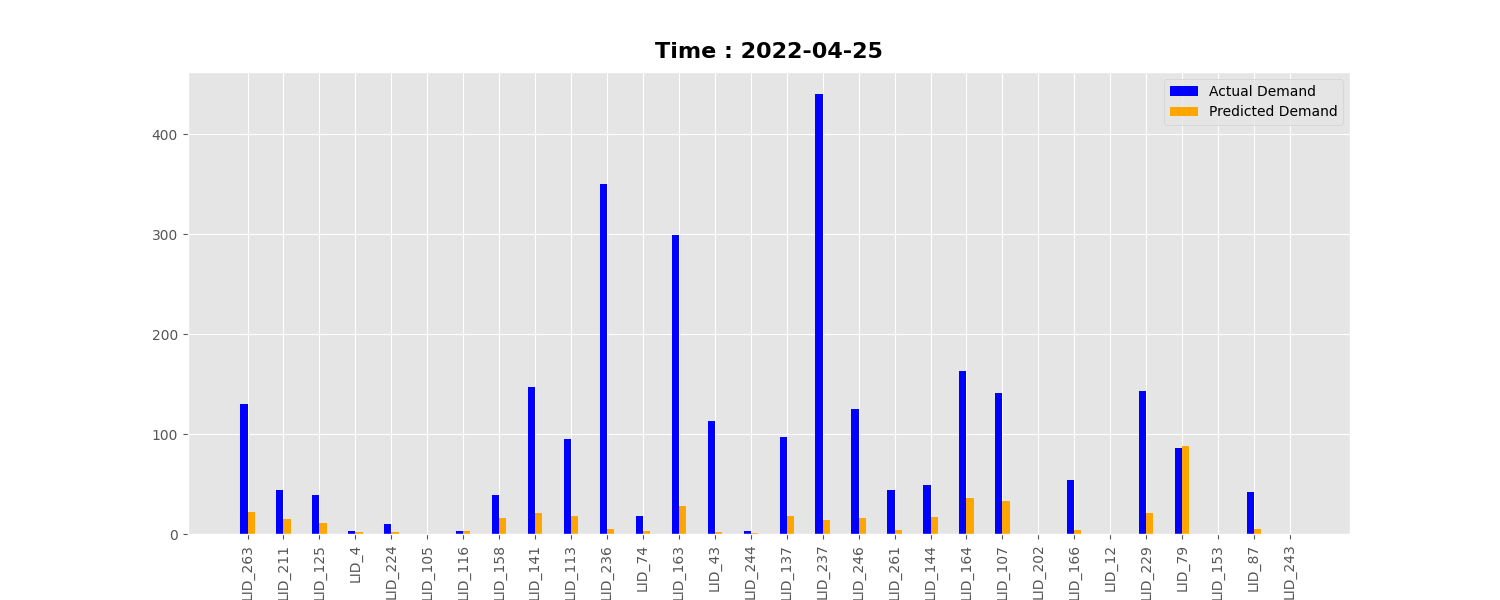 Time : 2022-04-25
Actual Demand
Predicted Demand
400
300
200
100
0
LID_263
LID_211
LID_125
LID_4
LID_224
LID_105
LID_116
LID_158
LID_141
LID_113
LID_236
LID_74
LID_163
LID_43
LID_244
LID_137
LID_237
LID_246
LID_261
LID_144
LID_164
LID_107
LID_202
LID_166
LID_12
LID_229
LID_79
LID_153
LID_87
LID_243